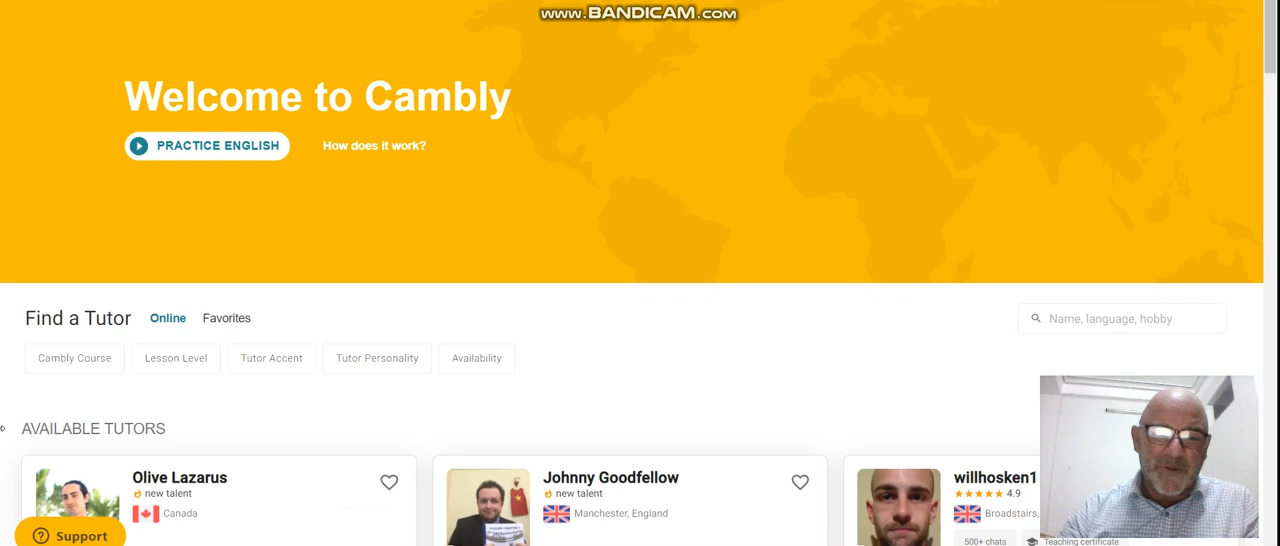 www.BANDICAM.com
Welcome to Cambly
PRACTICE ENGLISH
How does it work?
Find a Tutor
Online
Favorites
Name, language, hobby
Cambly Course
Lesson Level
Tutor Accent
Tutor Personality
Availability
AVAILABLE TUTORS
Olive Lazarus
new talent
Canada
Johnny Goodfellow
new talent
Manchester, England
willhosken1
4.9
Broadstairs,
500+ chats
Teaching certificate
Support